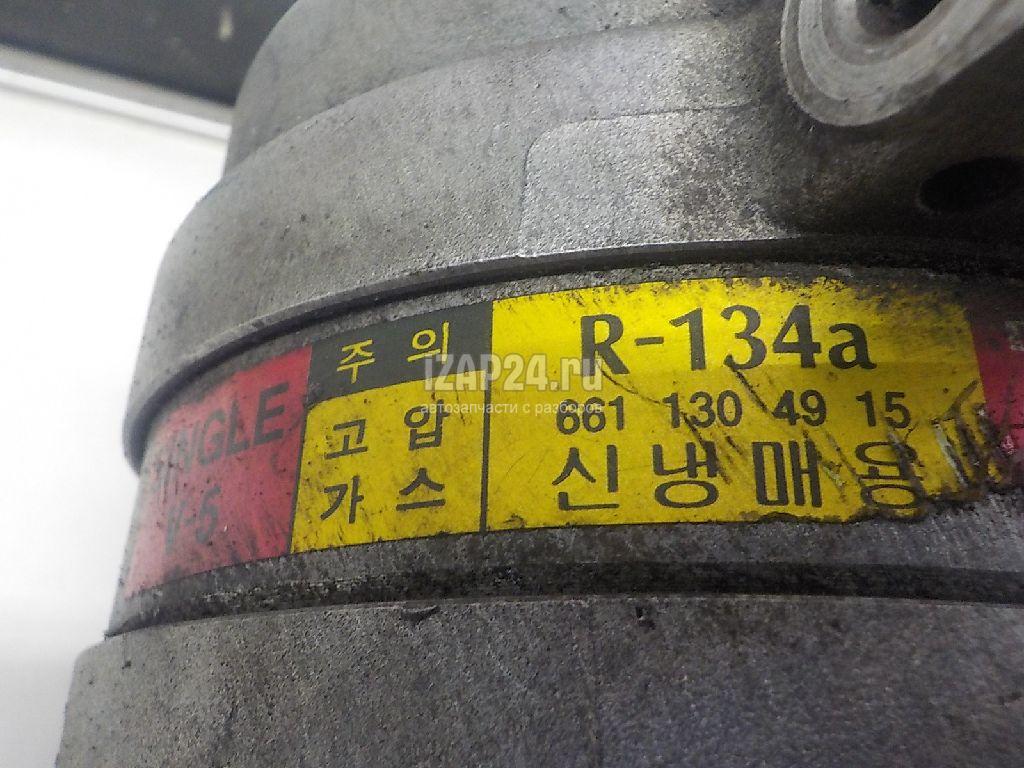 V-5
주의
고압
가스
R-134a
661 130 49 15
신냉매용
IZAP24.ru
автозапчасти с разборов